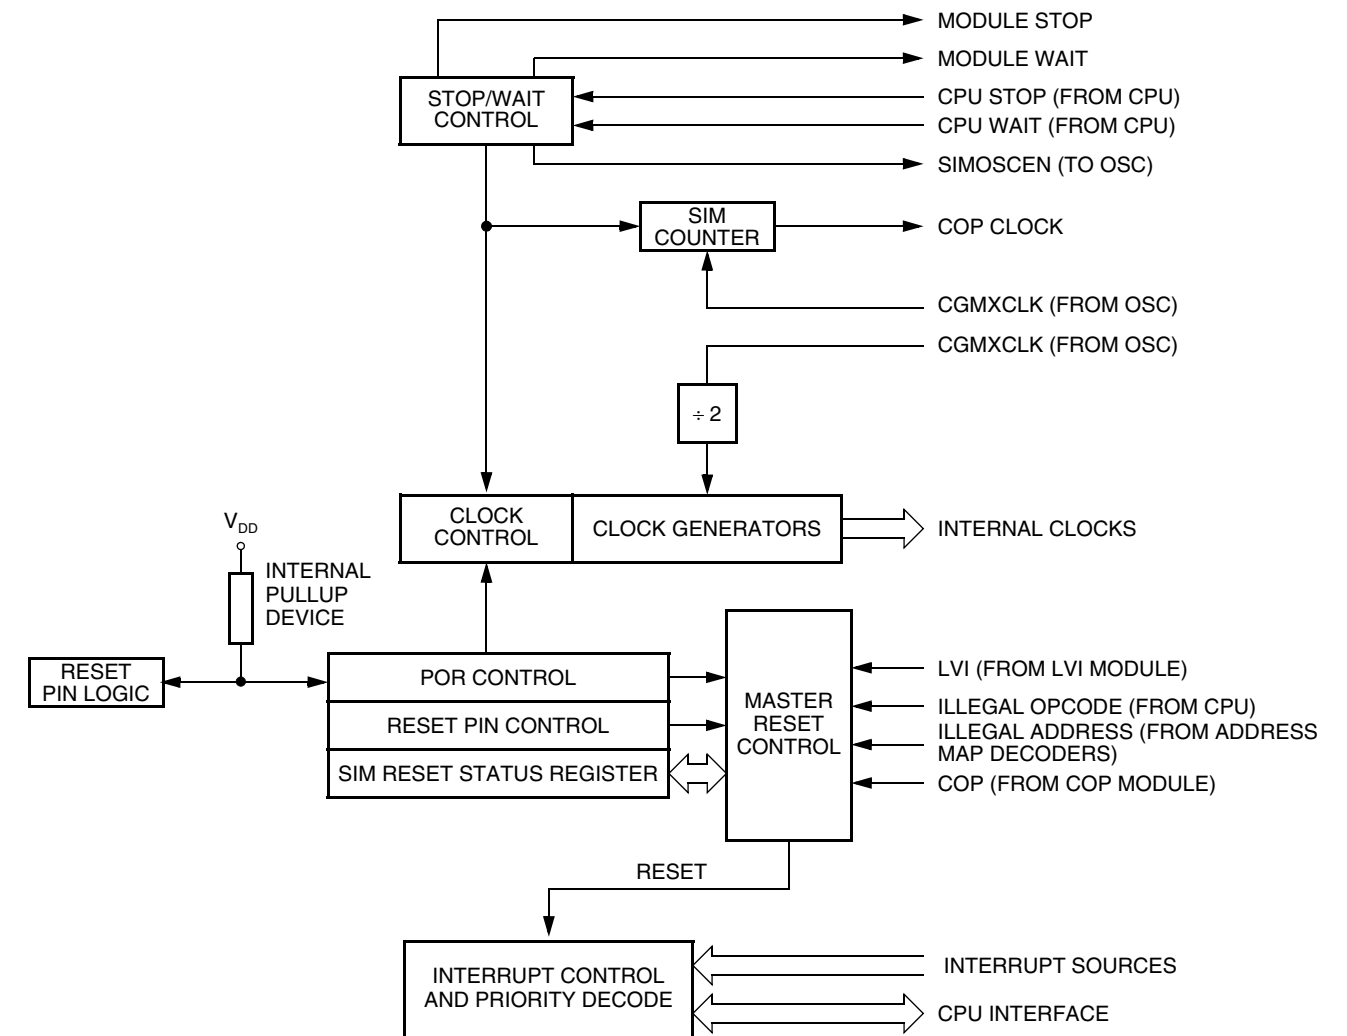 MODULE STOP
MODULE WAIT
STOP/WAIT
CONTROL
CPU STOP (FROM CPU)
CPU WAIT (FROM CPU)
SIMOSCEN (TO OSC)
SIM
COUNTER
COP CLOCK
CGMXCLK (FROM OSC)
CGMXCLK (FROM OSC)
÷ 2
CLOCK
CONTROL
CLOCK GENERATORS
INTERNAL CLOCKS
VDD
INTERNAL
PULLUP
DEVICE
RESET
PIN LOGIC
POR CONTROL
RESET PIN CONTROL
SIM RESET STATUS REGISTER
MASTER
RESET
CONTROL
LVI (FROM LVI MODULE)
ILLEGAL OPCODE (FROM CPU)
ILLEGAL ADDRESS (FROM ADDRESS
MAP DECODERS)
COP (FROM COP MODULE)
RESET
INTERRUPT CONTROL
AND PRIORITY DECODE
INTERRUPT SOURCES
CPU INTERFACE